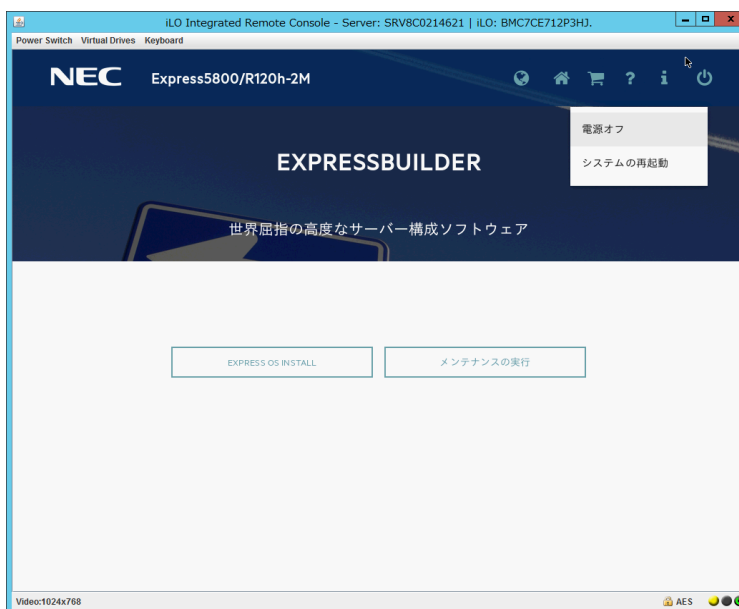 iLO Integrated Remote Console - Server: SRV8C0214621 | iLO: BMC7CE712P3HJ.
Power Switch Virtual Drives Keyboard
NEC Express5800/R120h-2M
電源オフ
システムの再起動
EXPRESSBUILDER
世界屈指の高度なサーバー構成ソフトウェア
EXPRESS OS INSTALL メンテナンスの実行
Video:1024x768 AES